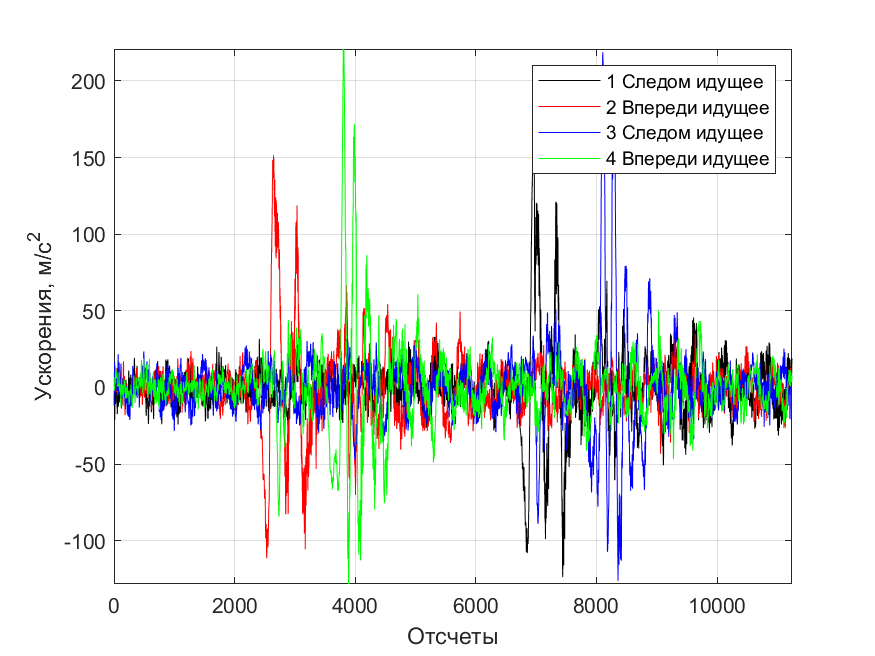 200
150
100
50
0
-50
-100
Ускорения, м/с²
1 Следом идущее
2 Впереди идущее
3 Следом идущее
4 Впереди идущее
0 2000 4000 6000 8000 10000
Отсчеты